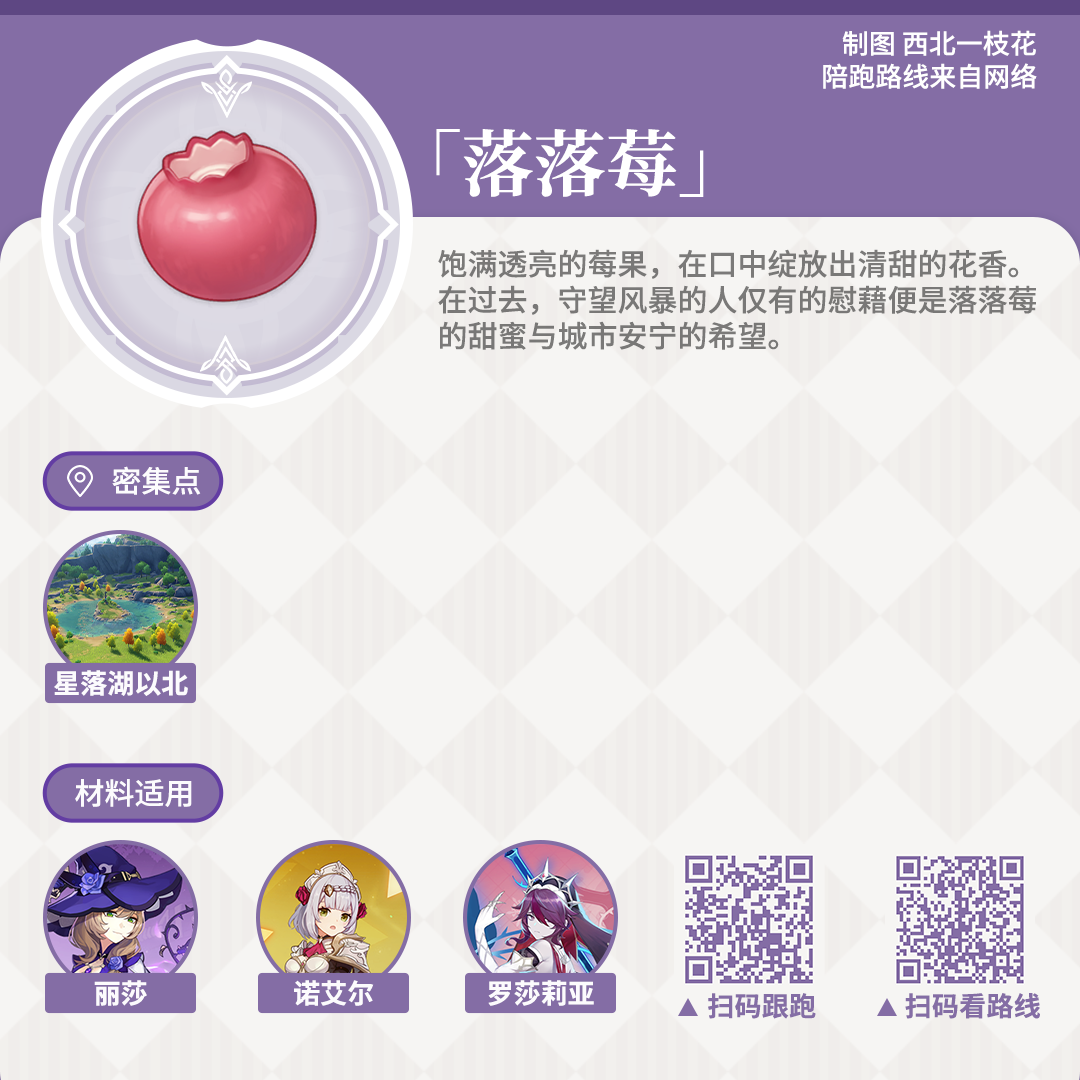 制图 西北一枝花
陪跑路线来自网络
「落落莓」
饱满透亮的莓果，在口中绽放出清甜的花香。
在过去，守望风暴的人仅有的慰藉便是落落莓
的甜蜜与城市安宁的希望。
密集点
星落湖以北
材料适用
丽莎
诺艾尔
罗莎莉亚
▲ 扫码跟跑
▲ 扫码看路线